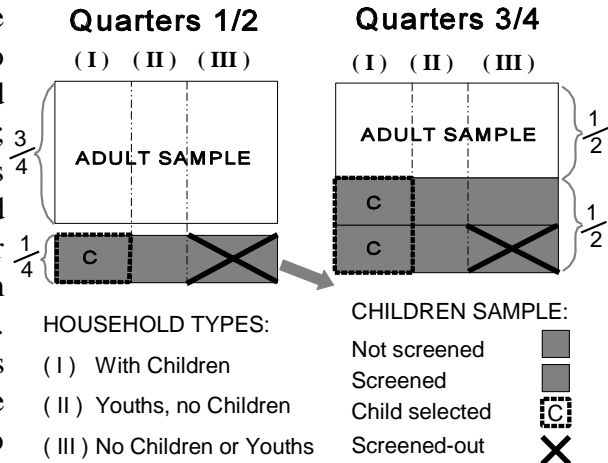 Quarters 1/2
( I ) ( II ) ( III )
ADULT SAMPLE
3/4
C
1/4
Quarters 3/4
( I ) ( II ) ( III )
ADULT SAMPLE
1/2
C
C
1/2
HOUSEHOLD TYPES:
( I ) With Children
( II ) Youths, no Children
( III ) No Children or Youths
CHILDREN SAMPLE:
Not screened
Screened
Child selected C
Screened-out